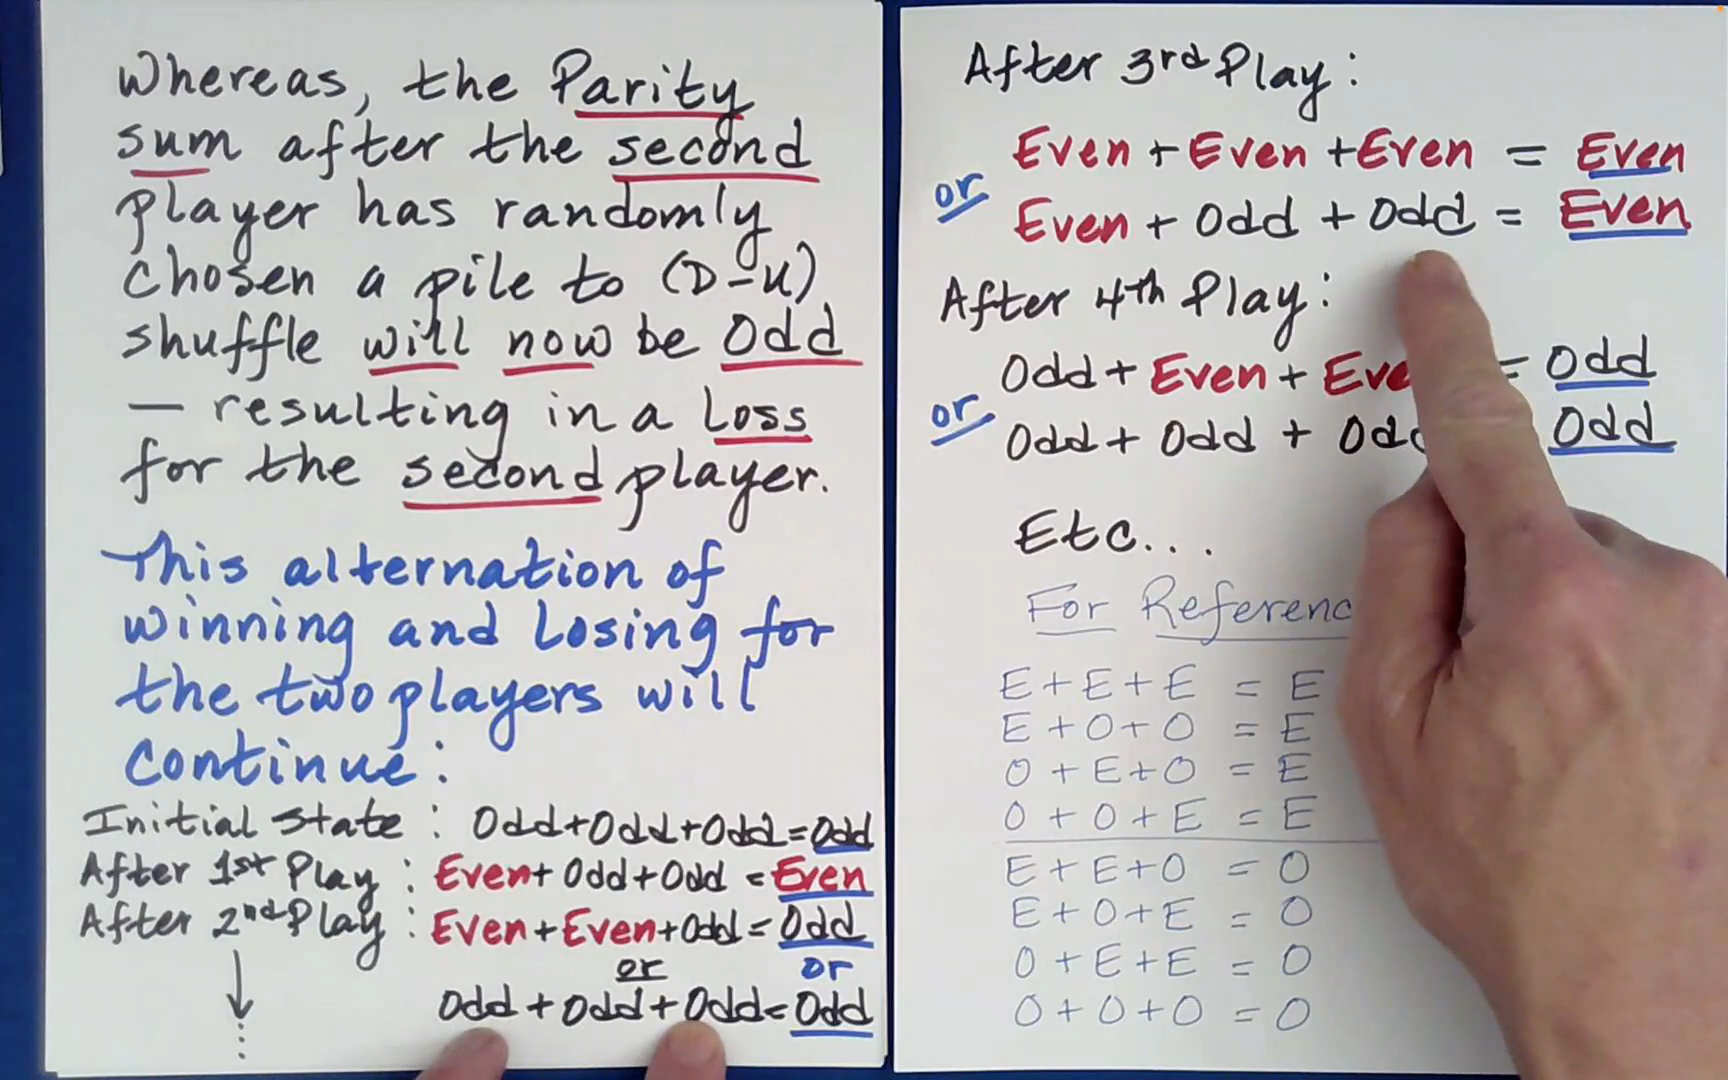 Whereas, the Parity
sum after the second
player has randomly
chosen a pile to (D-U)
shuffle will now be Odd
— resulting in a Loss
for the second player.
This alternation of
winning and Losing for
the two players will
continue:
Initial State: Odd+Odd+Odd=Odd
After 1st Play: Even+Odd+Odd=Even
After 2nd Play: Even+Even+Odd=Odd
or or
Odd+Odd+Odd=Odd
After 3rd Play:
Even+Even+Even=Even
or
Even+Odd+Odd=Even
After 4th Play:
Odd+Even+ = Odd
or
Odd+Odd+ Odd
Etc...
For
E+E+E=E
E+O+O=E
O+E+O=E
O+O+E=E
E+E+O=O
E+O+E=O
O+E+E=O
O+O+O=O